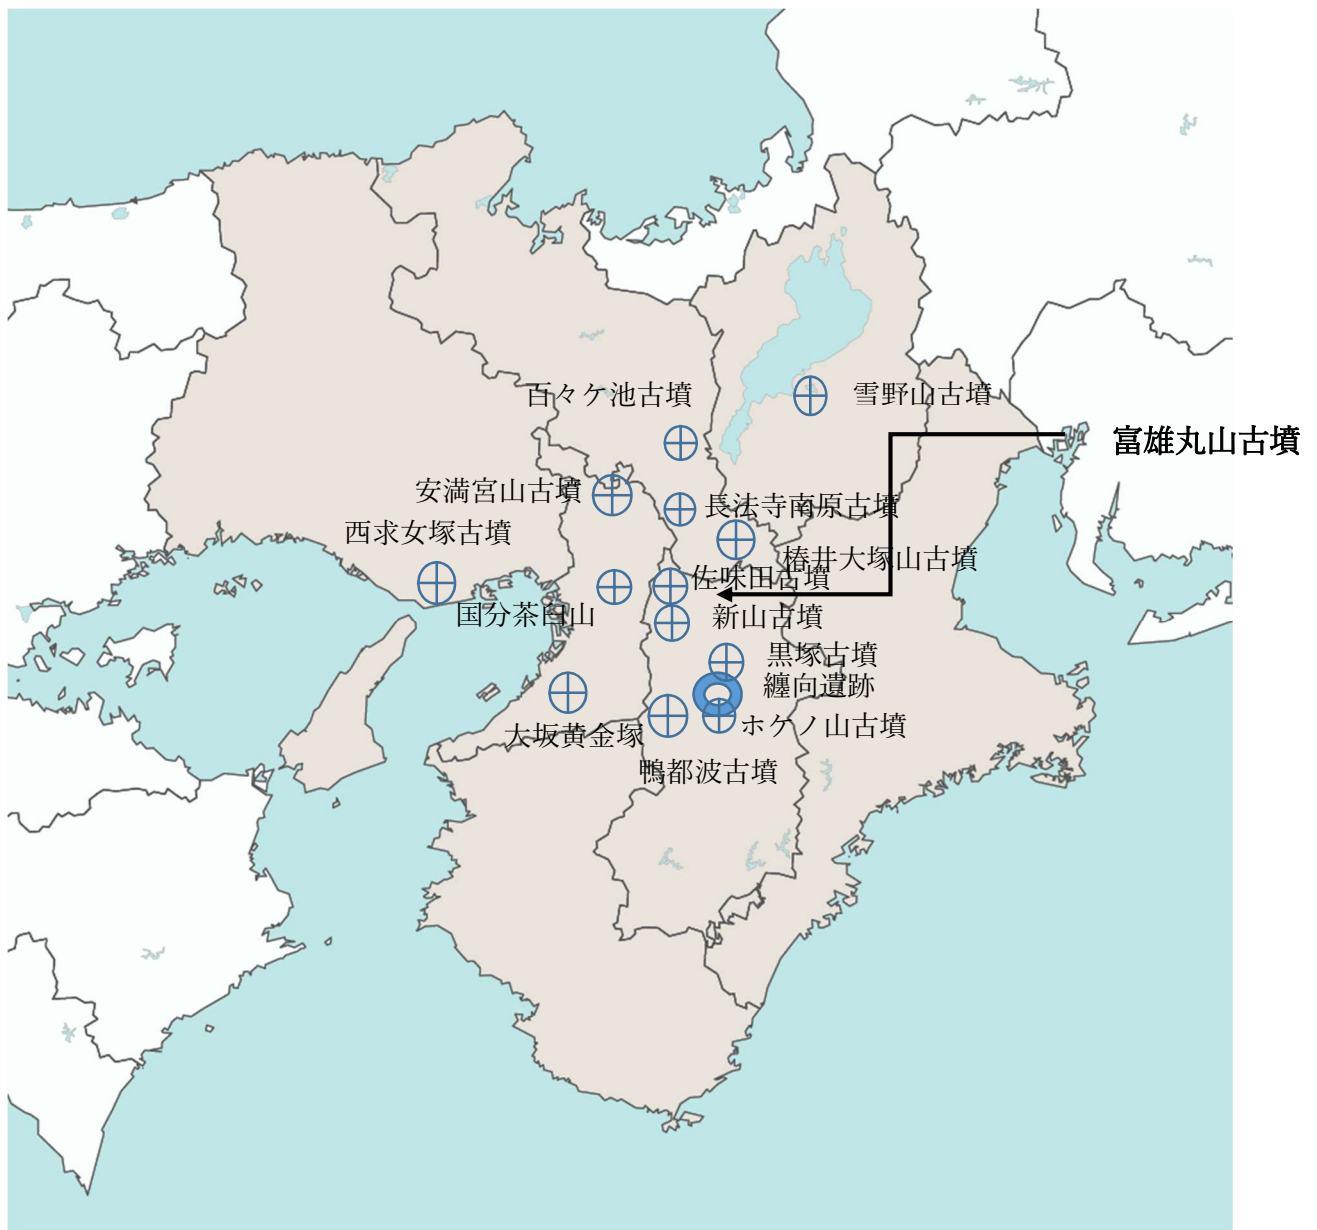 百々ケ池古墳
雪野山古墳
富雄丸山古墳
安満宮山古墳
長法寺南原古墳
西求女塚古墳
椿井大塚山古墳
佐味田古墳
国分茶臼山
新山古墳
黒塚古墳
纏向遺跡
ホケノ山古墳
大坂黄金塚
鴨都波古墳